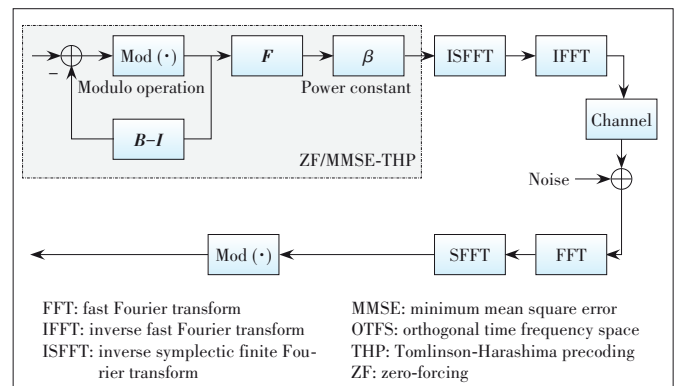 Mod (·)
F
β
ISFFT
IFFT
−
Modulo operation
Power constant
B−I
Channel
ZF/MMSE-THP
Noise
Mod (·)
SFFT
FFT
FFT: fast Fourier transform
IFFT: inverse fast Fourier transform
ISFFT: inverse symplectic finite Fou-
rier transform
MMSE: minimum mean square error
OTFS: orthogonal time frequency space
THP: Tomlinson-Harashima precoding
ZF: zero-forcing